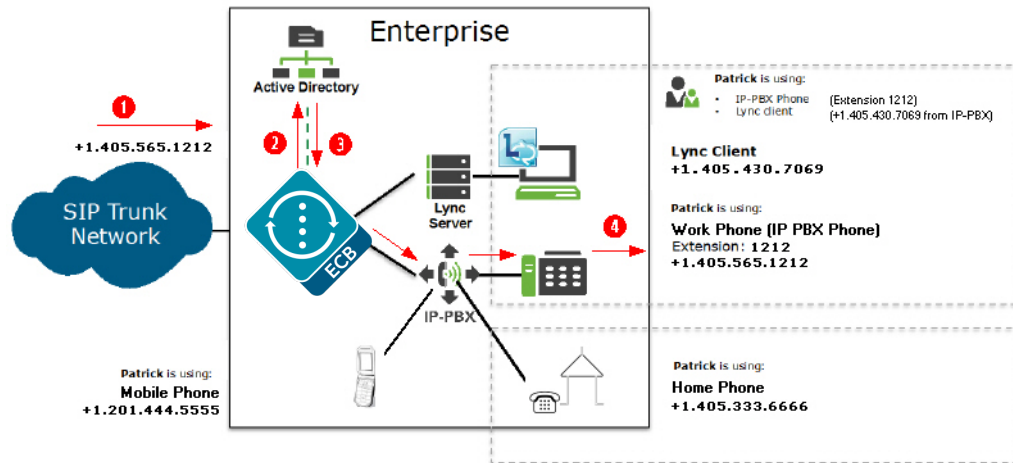 Enterprise
Active Directory
1
+1.405.565.1212
2
3
SIP Trunk
Network
ECB
Lync
Server
IP-PBX
4
Patrick is using:
• IP-PBX Phone (Extension 1212)
• Lync client (+1.405.430.7069 from IP-PBX)
Lync Client
+1.405.430.7069
Patrick is using:
Work Phone (IP PBX Phone)
Extension: 1212
+1.405.565.1212
Patrick is using:
Mobile Phone
+1.201.444.5555
Patrick is using:
Home Phone
+1.405.333.6666